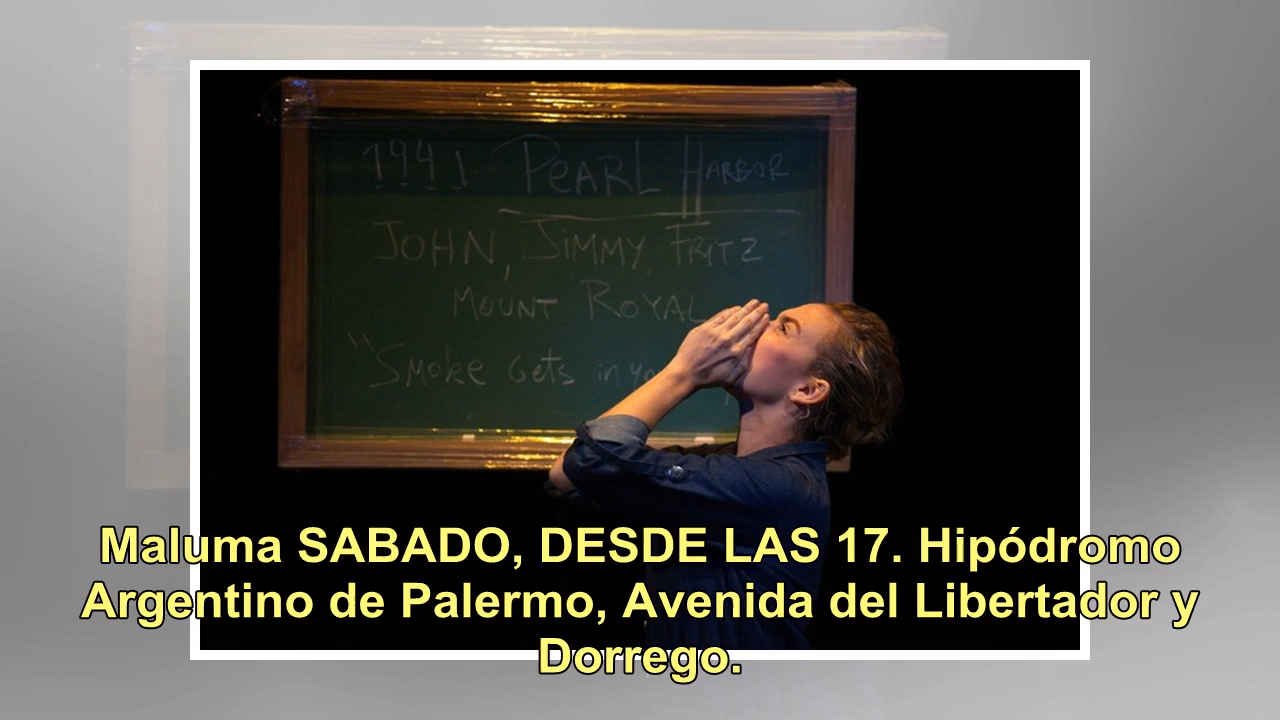 1941 PEARL HARBOR
JOHN, JIMMY, FRITZ
MOUNT ROYAL
"SMOKE GETS in yo
Maluma SABADO, DESDE LAS 17. Hipódromo
Argentino de Palermo, Avenida del Libertador y
Dorrego.